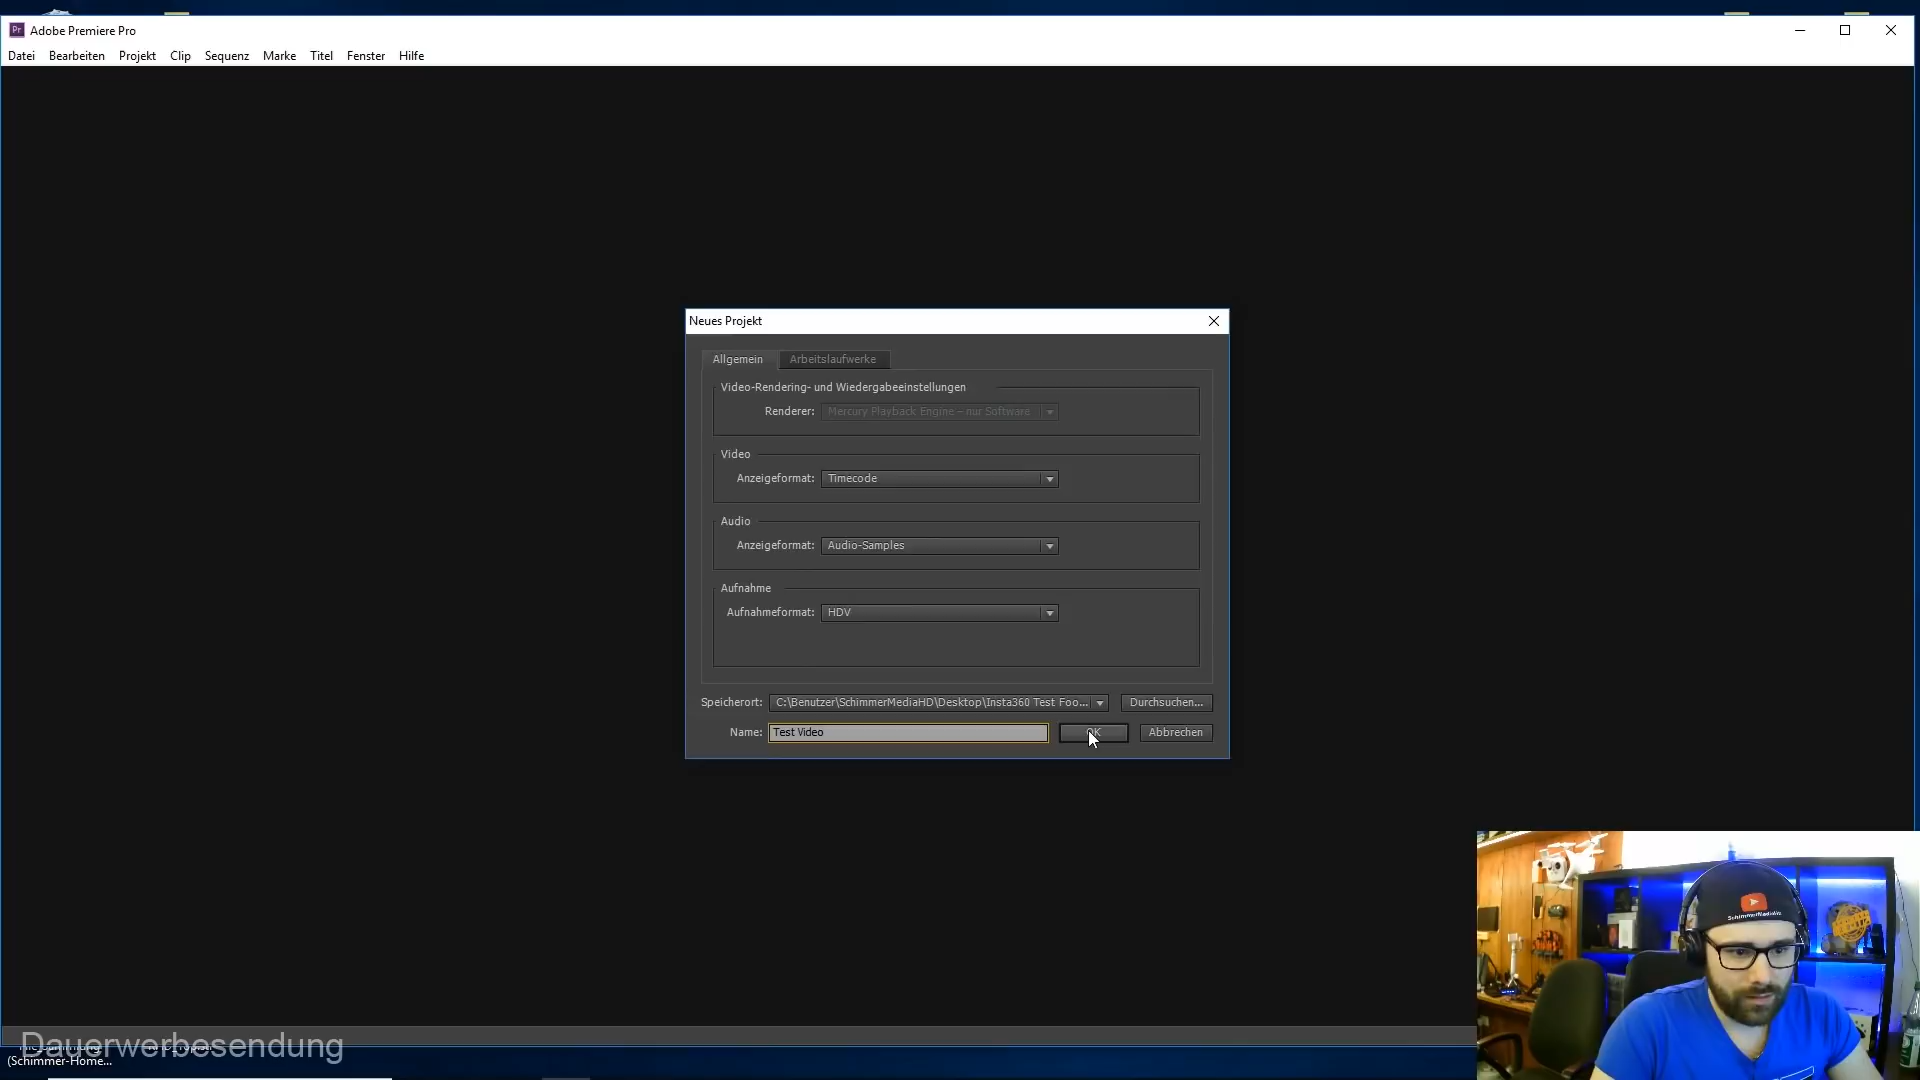 Adobe Premiere Pro
Datei Bearbeiten Projekt Clip Sequenz Marke Titel Fenster Hilfe
Neues Projekt
Allgemein Arbeitslaufwerke
Video-Rendering- und Wiedergabeeinstellungen
Renderer: Mercury Playback Engine – nur Software
Video
Anzeigeformat: Timecode
Audio
Anzeigeformat: Audio-Samples
Aufnahme
Aufnahmeformat: HDV
Speicherort: C:\Benutzer\SchimmerMediaHD\Desktop\Insta360 Test Foo... Durchsuchen...
Name: Test Video OK Abbrechen
Dauerwerbesendung
(Schimmer-Home...